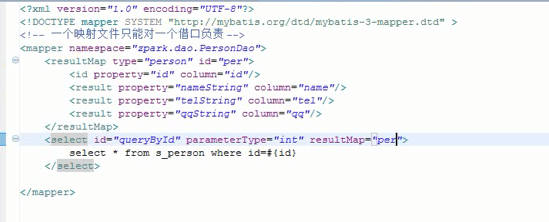 <?xml version="1.0" encoding="UTF-8"?>
<!DOCTYPE mapper SYSTEM "http://mybatis.org/dtd/mybatis-3-mapper.dtd" >
<!-- 一个映射文件只能对一个借口负责 -->
<mapper namespace="zpark.dao.PersonDao">
<resultMap type="person" id="per">
<id property="id" column="id"/>
<result property="nameString" column="name"/>
<result property="telString" column="tel"/>
<result property="qqString" column="qq"/>
</resultMap>
<select id="queryById" parameterType="int" resultMap="per">
select * from s_person where id=#{id}
</select>
</mapper>